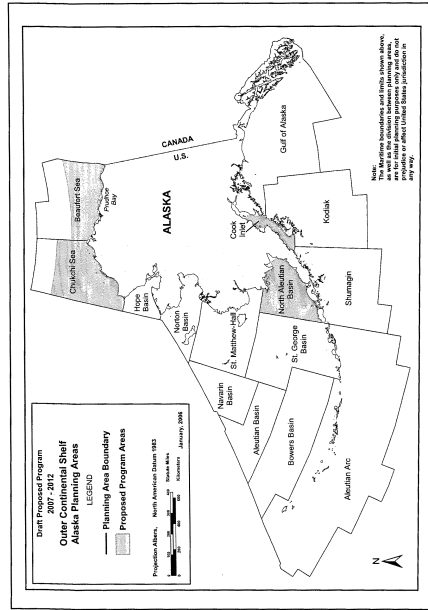 Draft Proposed Program
2007 - 2012
Outer Continental Shelf
Alaska Planning Areas
LEGEND
Planning Area Boundary
Proposed Program Areas
Projection Albers, North American Datum 1983
Statute Miles
Kilometers
January, 2006
Beaufort Sea
Chukchi Sea
Prudhoe
Bay
Hope
Basin
Norton
Basin
ALASKA
CANADA
U.S.
Navarin
Basin
St. Matthew-Hall
Aleutian Basin
Bowers Basin
St. George
Basin
North Aleutian
Basin
Cook
Inlet
Gulf of Alaska
Kodiak
Shumagin
Aleutian Arc
N
Note:
The Maritime boundaries and limits shown above,
as well as the division between planning areas,
are for initial planning purposes only and do not
prejudice or affect United States jurisdiction in
any way.